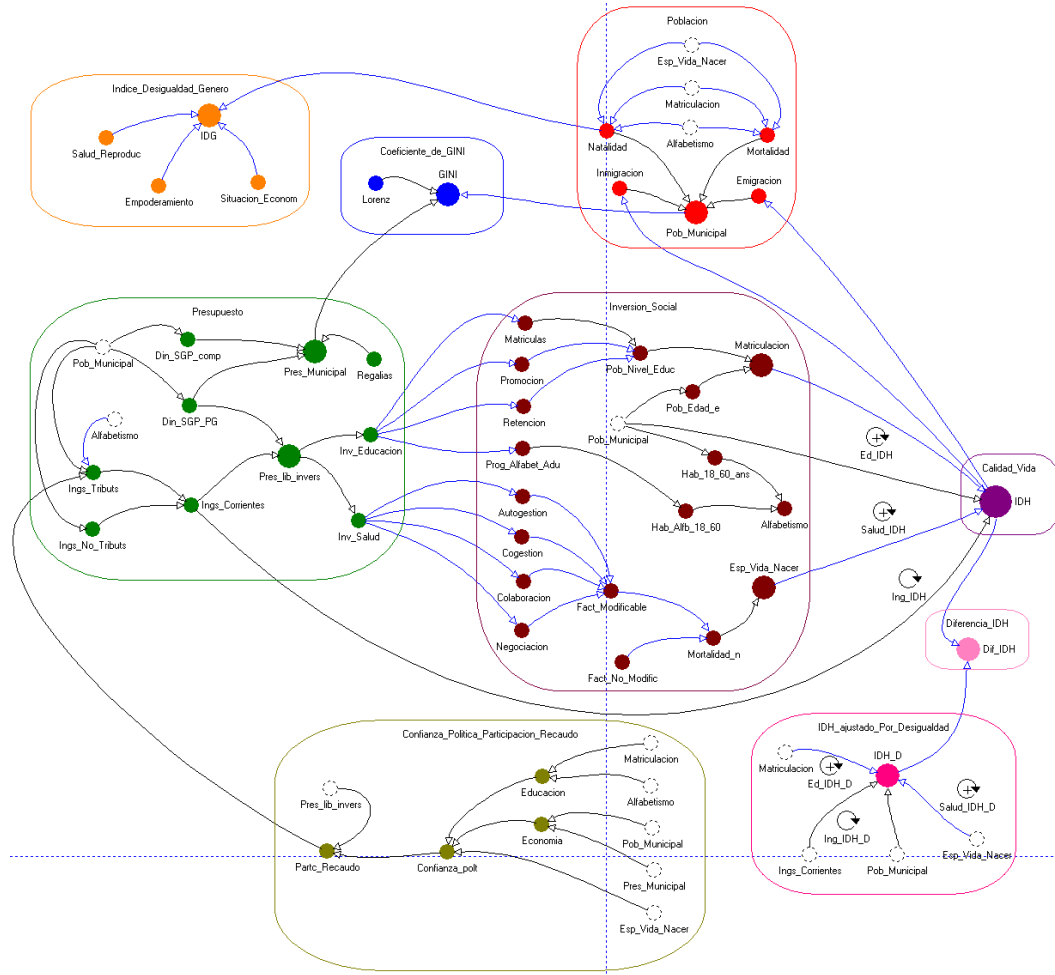 Poblacion
Esp_Vida_Nacer
Matriculacion
Alfabetismo
Natalidad
Mortalidad
Inmigracion
Emigracion
Pob_Municipal
Indice_Desigualdad_Genero
IDG
Salud_Reproduc
Empoderamiento
Situacion_Econom
Coeficiente_de_GINI
GINI
Lorenz
Presupuesto
Pob_Municipal
Din_SGP_comp
Pres_Municipal
Regalias
Din_SGP_PG
Alfabetismo
Inv_Educacion
Pres_lib_invers
Ings_Tributs
Ings_Corrientes
Ings_No_Tributs
Inv_Salud
Inversion_Social
Matriculas
Promocion
Pob_Nivel_Educ
Matriculacion
Retencion
Pob_Edad_e
Pob_Municipal
Prog_Alfabet_Adu
Hab_18_60_ans
Autogestion
Hab_Alfb_18_60
Alfabetismo
Cogestion
Colaboracion
Fact_Modificable
Esp_Vida_Nacer
Negociacion
Mortalidad_n
Fact_No_Modific
Ed_IDH
Calidad_Vida
IDH
Salud_IDH
Ing_IDH
Diferencia_IDH
Dif_IDH
IDH_ajustado_Por_Desigualdad
IDH_D
Matriculacion
Ed_IDH_D
Salud_IDH_D
Ing_IDH_D
Ings_Corrientes
Pob_Municipal
Esp_Vida_Nacer
Confianza_Politica_Participacion_Recaudo
Matriculacion
Educacion
Alfabetismo
Pres_lib_invers
Economia
Pob_Municipal
Partc_Recaudo
Confianza_polt
Pres_Municipal
Esp_Vida_Nacer